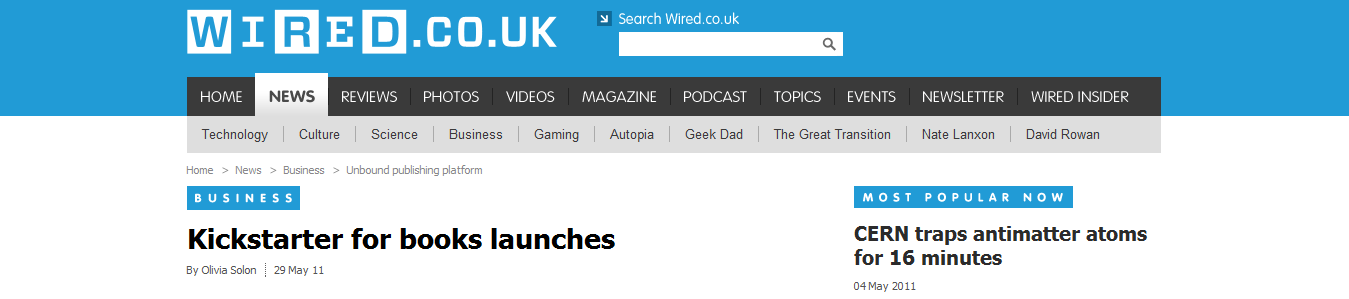 WIRED.CO.UK
Search Wired.co.uk
HOME NEWS REVIEWS PHOTOS VIDEOS MAGAZINE PODCAST TOPICS EVENTS NEWSLETTER WIRED INSIDER
Technology Culture Science Business Gaming Autopia Geek Dad The Great Transition Nate Lanxon David Rowan
Home > News > Business > Unbound publishing platform
BUSINESS
Kickstarter for books launches
By Olivia Solon 29 May 11
MOST POPULAR NOW
CERN traps antimatter atoms
for 16 minutes
04 May 2011